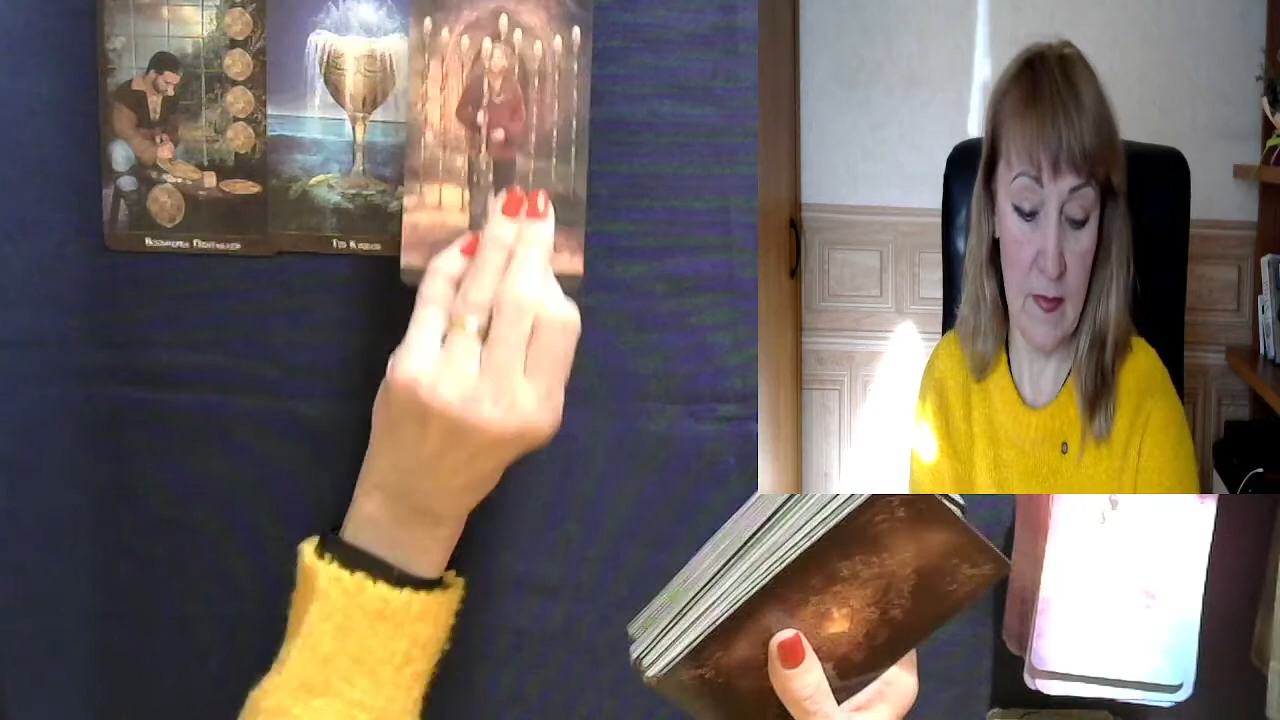 Восьмерка Пентаклей
Туз Кубков